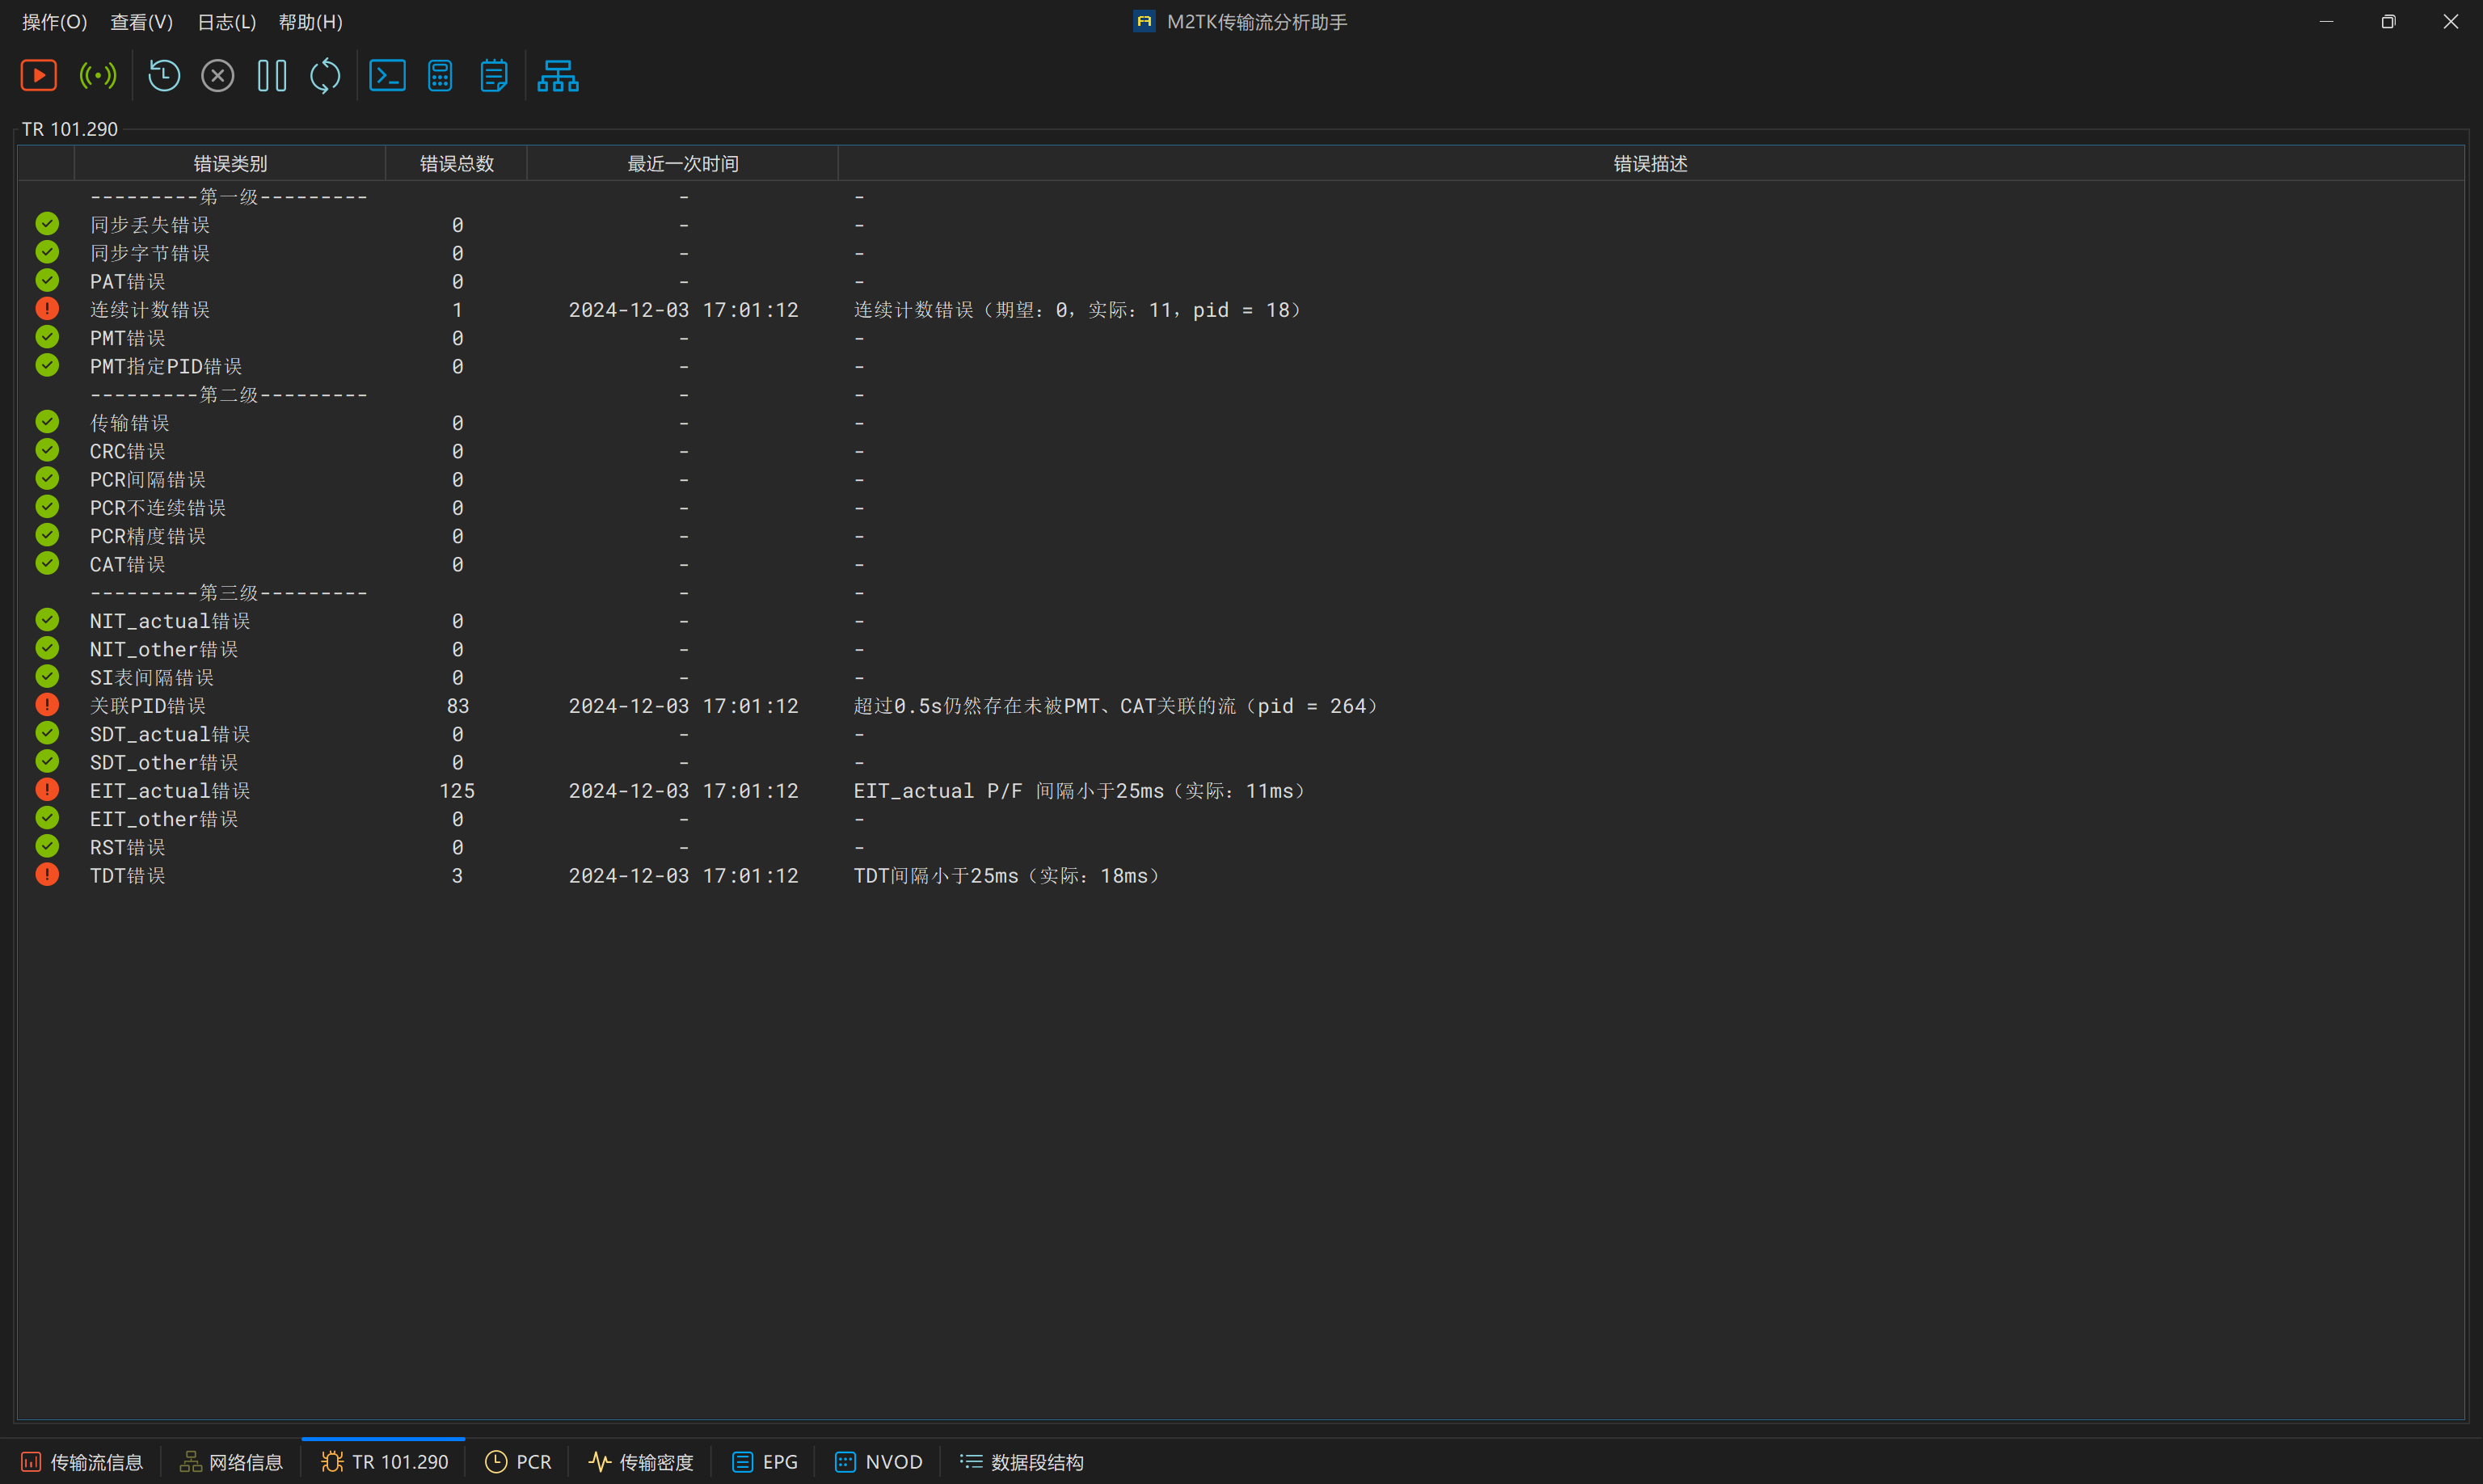 操作(O) 查看(V) 日志(L) 帮助(H) M2TK传输流分析助手
TR 101.290
错误类别 错误总数 最近一次时间 错误描述
---------第一级--------- - -
同步丢失错误 0 - -
同步字节错误 0 - -
PAT错误 0 - -
连续计数错误 1 2024-12-03 17:01:12 连续计数错误（期望：0，实际：11，pid = 18）
PMT错误 0 - -
PMT指定PID错误 0 - -
---------第二级--------- - -
传输错误 0 - -
CRC错误 0 - -
PCR间隔错误 0 - -
PCR不连续错误 0 - -
PCR精度错误 0 - -
CAT错误 0 - -
---------第三级--------- - -
NIT_actual错误 0 - -
NIT_other错误 0 - -
SI表间隔错误 0 - -
关联PID错误 83 2024-12-03 17:01:12 超过0.5s仍然存在未被PMT、CAT关联的流（pid = 264）
SDT_actual错误 0 - -
SDT_other错误 0 - -
EIT_actual错误 125 2024-12-03 17:01:12 EIT_actual P/F 间隔小于25ms（实际：11ms）
EIT_other错误 0 - -
RST错误 0 - -
TDT错误 3 2024-12-03 17:01:12 TDT间隔小于25ms（实际：18ms）
传输流信息 网络信息 TR 101.290 PCR 传输密度 EPG NVOD 数据段结构